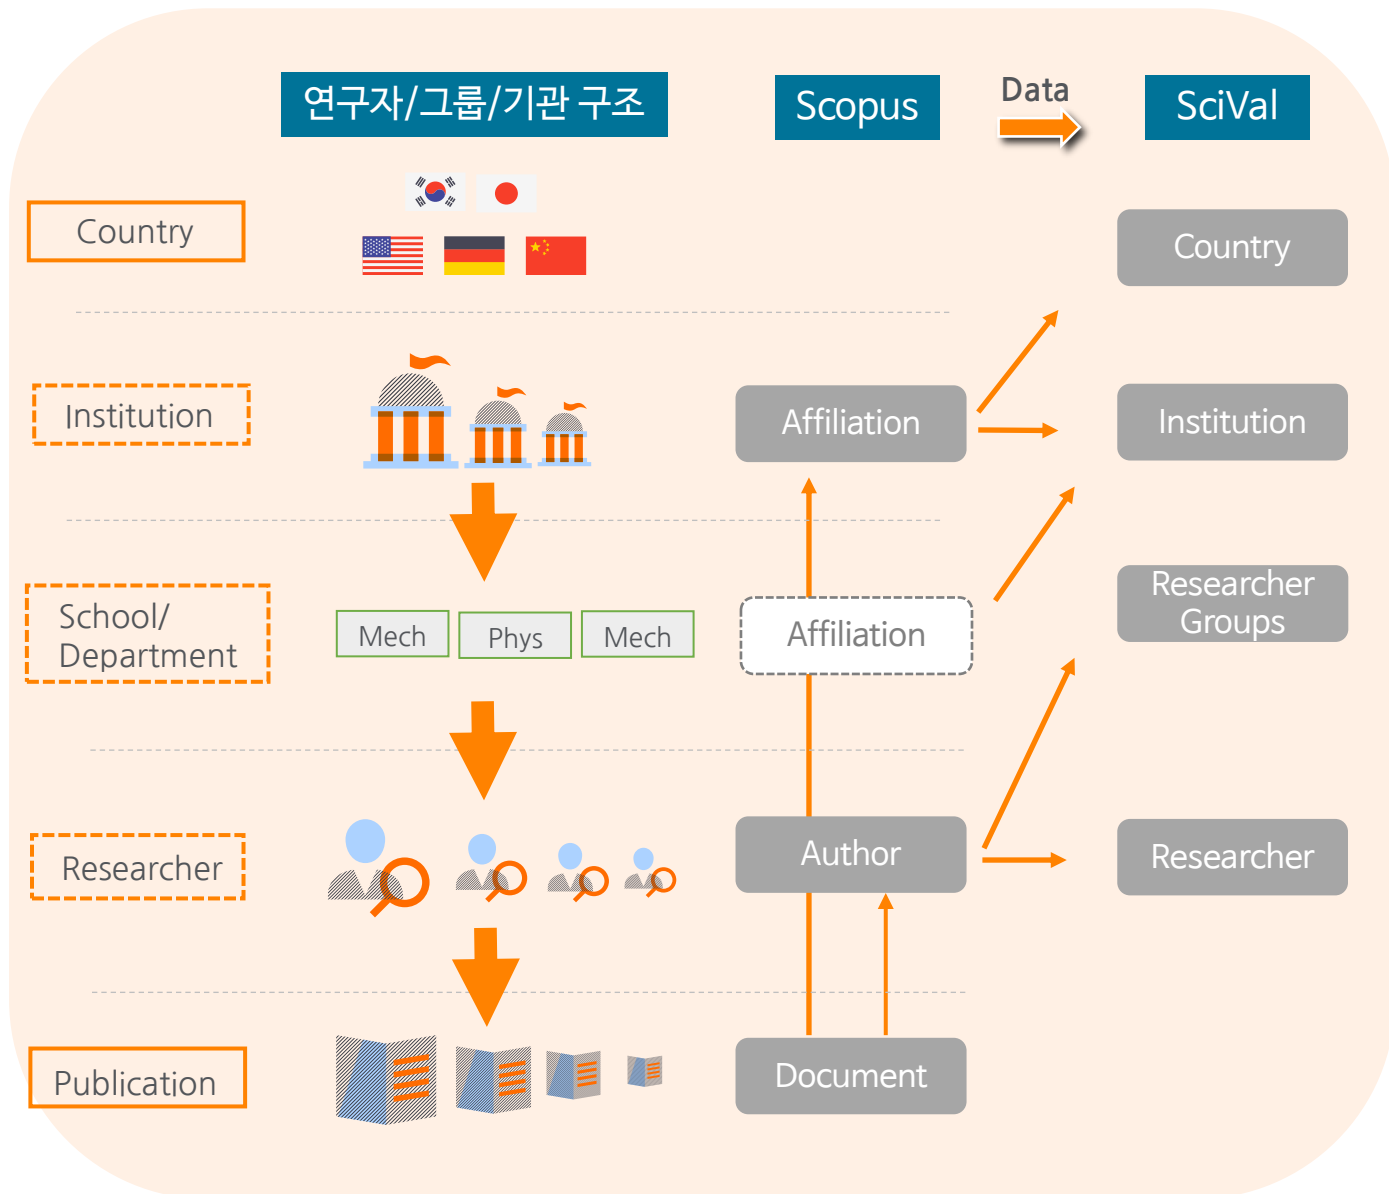 연구자/그룹/기관 구조
Scopus
Data
SciVal
Country
Country
Institution
Affiliation
Institution
School/
Department
Mech
Phys
Mech
Affiliation
Researcher
Groups
Researcher
Author
Researcher
Publication
Document